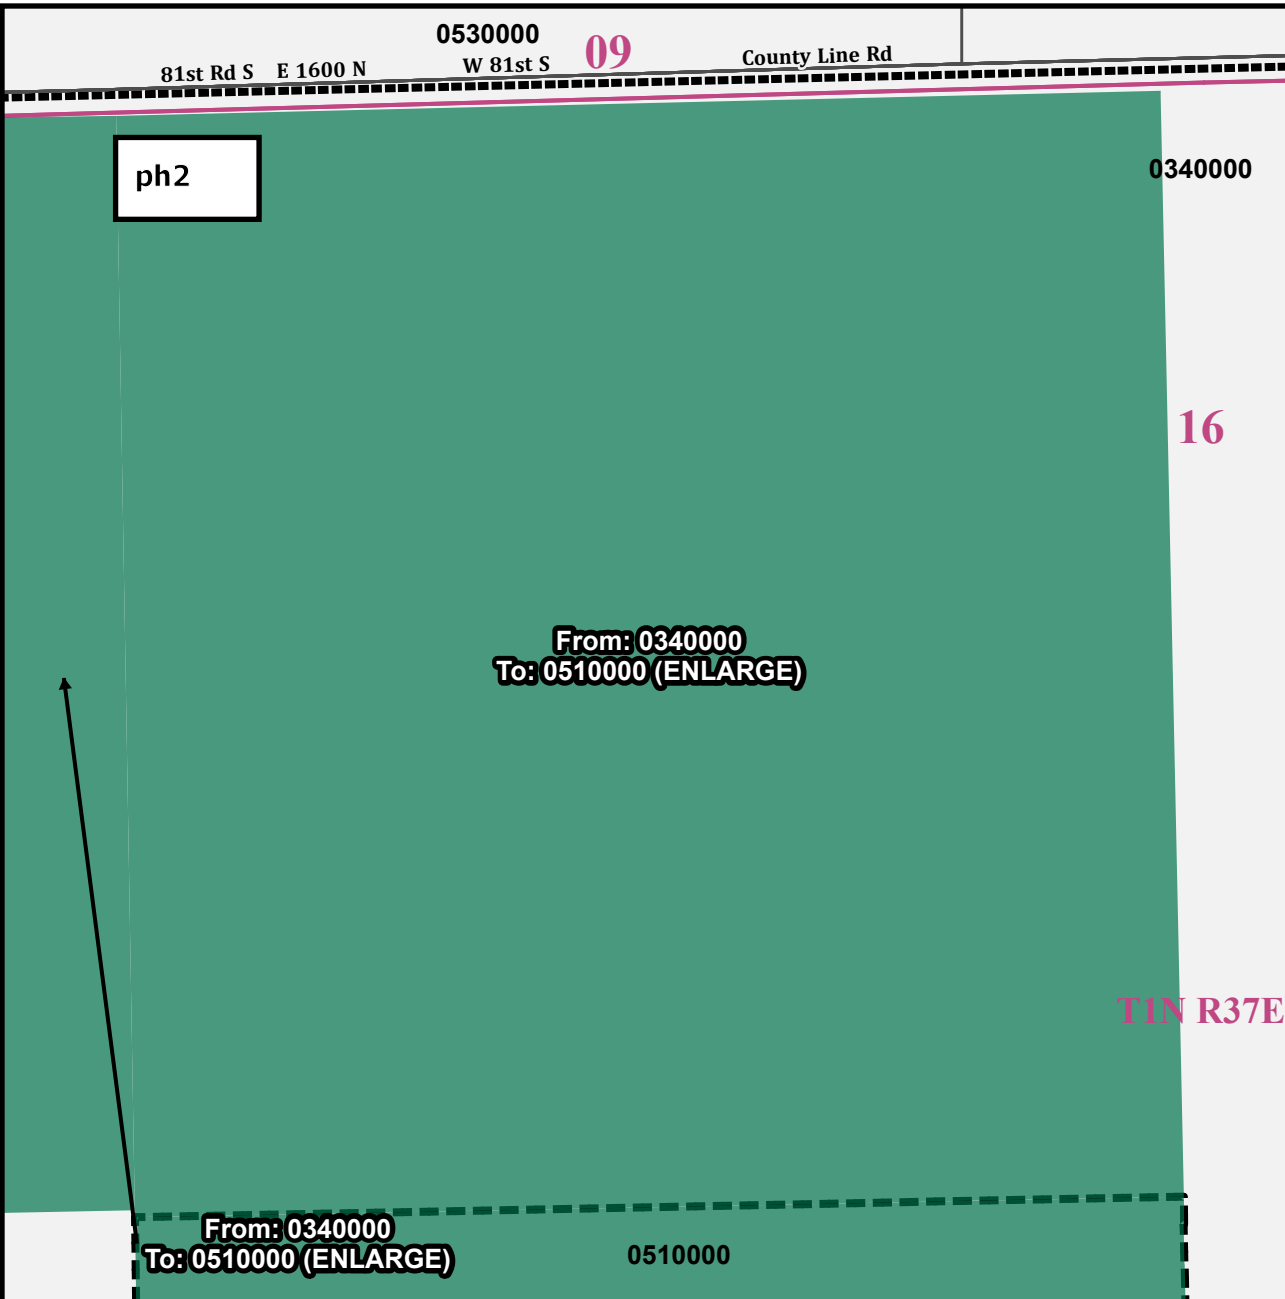 0530000
09
81st Rd S
E 1600 N
W 81st S
County Line Rd
ph2
0340000
16
From: 0340000
To: 0510000 (ENLARGE)
T1N R37E
From: 0340000
To: 0510000 (ENLARGE)
0510000